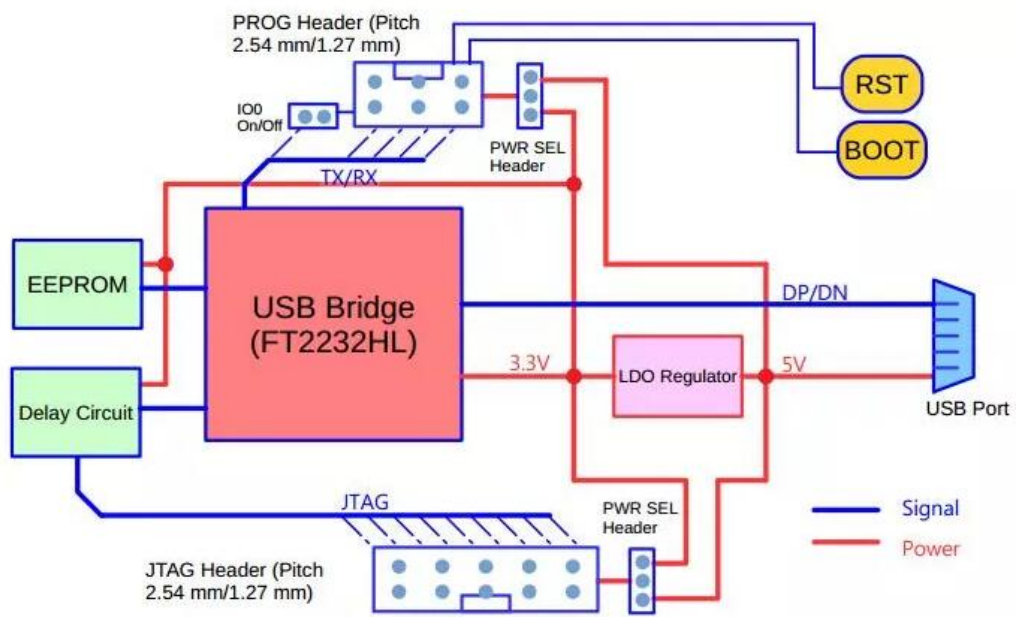 PROG Header (Pitch
2.54 mm/1.27 mm)
RST
IO0
On/Off
BOOT
PWR SEL
Header
TX/RX
EEPROM
USB Bridge
(FT2232HL)
DP/DN
3.3V
LDO Regulator
5V
USB Port
Delay Circuit
JTAG
PWR SEL
Header
Signal
Power
JTAG Header (Pitch
2.54 mm/1.27 mm)